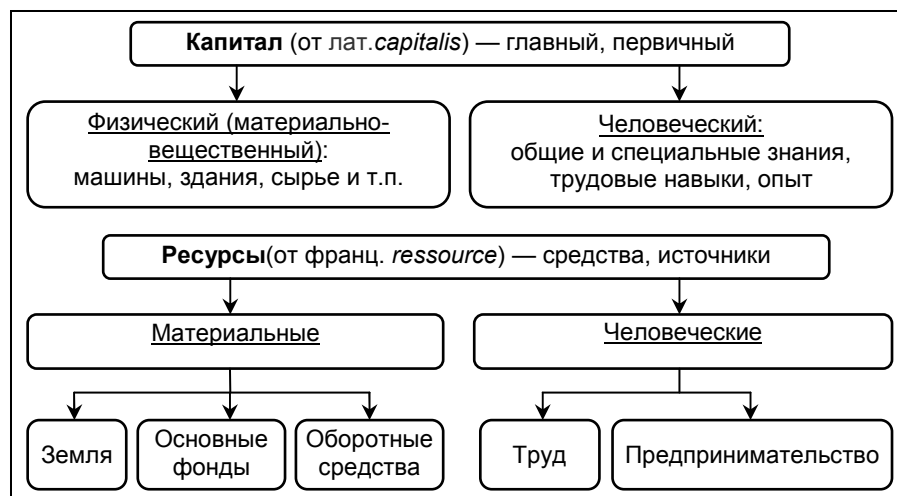 Капитал (от лат.capitalis) — главный, первичный
Физический (материально-
вещественный):
машины, здания, сырье и т.п.
Человеческий:
общие и специальные знания,
трудовые навыки, опыт
Ресурсы(от франц. ressource) — средства, источники
Материальные
Человеческие
Земля
Основные
фонды
Оборотные
средства
Труд
Предпринимательство